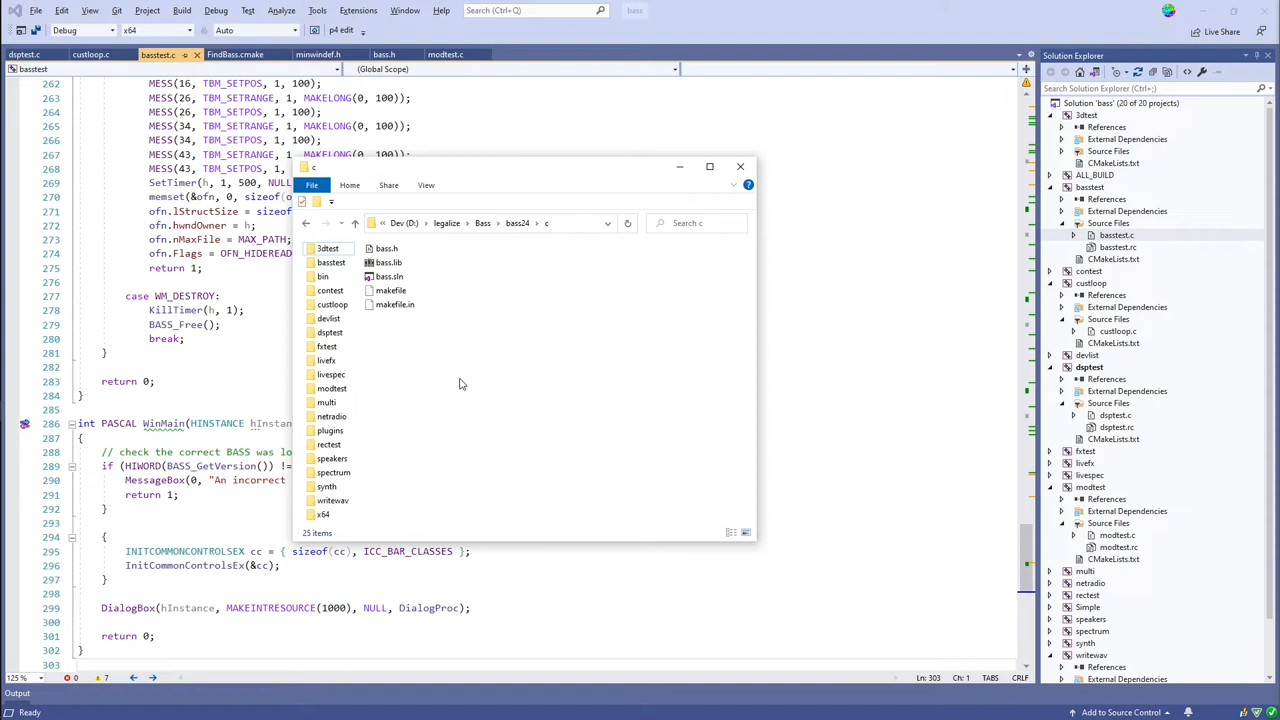 File Edit View Git Project Build Debug Test Analyze Tools Extensions Window Help Search (Ctrl+;) bass
Debug x64 Auto p4 edit Live Share
dsptest.c custloop.c basstest.c FindBass.cmake minwindef.h bass.h modtest.c
basstest (Global Scope)
262 MESS(16, TBM_SETPOS, 1, 100);
263 MESS(26, TBM_SETRANGE, 1, MAKELONG(0, 100));
264 MESS(26, TBM_SETPOS, 1, 100);
265 MESS(34, TBM_SETRANGE, 1, MAKELONG(0, 100));
266 MESS(34, TBM_SETPOS, 1, 100);
267 MESS(43, TBM_SETRANGE, 1, MAKELONG(0, 100));
268 MESS(43, TBM_SETPOS, 1,
269 SetTimer(h, 1, 500, NULL
270 memset(&ofn, 0, sizeof(o
271 ofn.lStructSize = sizeof
272 ofn.hwndOwner = h;
273 ofn.nMaxFile = MAX_PATH;
274 ofn.Flags = OFN_HIDEREAD
275 return 1;
276
277 case WM_DESTROY:
278 KillTimer(h, 1);
279 BASS_Free();
280 break;
281 }
282
283 return 0;
284 }
285
286 int PASCAL WinMain(HINSTANCE hInsta
287 {
288 // check the correct BASS was lo
289 if (HIWORD(BASS_GetVersion()) !=
290 MessageBox(0, "An incorrect
291 return 1;
292 }
293
294 {
295 INITCOMMONCONTROLSEX cc = { sizeof(cc), ICC_BAR_CLASSES };
296 InitCommonControlsEx(&cc);
297 }
298
299 DialogBox(hInstance, MAKEINTRESOURCE(1000), NULL, DialogProc);
300
301 return 0;
302 }
303
125 % 0 7 Ln: 303 Ch: 1 TABS CRLF
Output
Ready Add to Source Control
c
File Home Share View
Dev (D:) legalize Bass bass24 c Search c
3dtest
basstest
bin
contest
custloop
devlist
dsptest
fxtest
livefx
livespec
modtest
multi
netradio
plugins
rectest
speakers
spectrum
synth
writewav
x64
bass.h
bass.lib
bass.sln
makefile
makefile.in
25 items
Solution Explorer
Search Solution Explorer (Ctrl+;)
Solution 'bass' (20 of 20 projects)
3dtest
References
External Dependencies
Source Files
CMakeLists.txt
ALL_BUILD
basstest
References
External Dependencies
Source Files
basstest.c
basstest.rc
CMakeLists.txt
contest
custloop
References
External Dependencies
Source Files
custloop.c
CMakeLists.txt
devlist
dsptest
References
External Dependencies
Source Files
dsptest.c
dsptest.rc
CMakeLists.txt
fxtest
livefx
livespec
modtest
References
External Dependencies
Source Files
modtest.c
modtest.rc
CMakeLists.txt
multi
netradio
rectest
Simple
speakers
spectrum
synth
writewav
References
External Dependencies